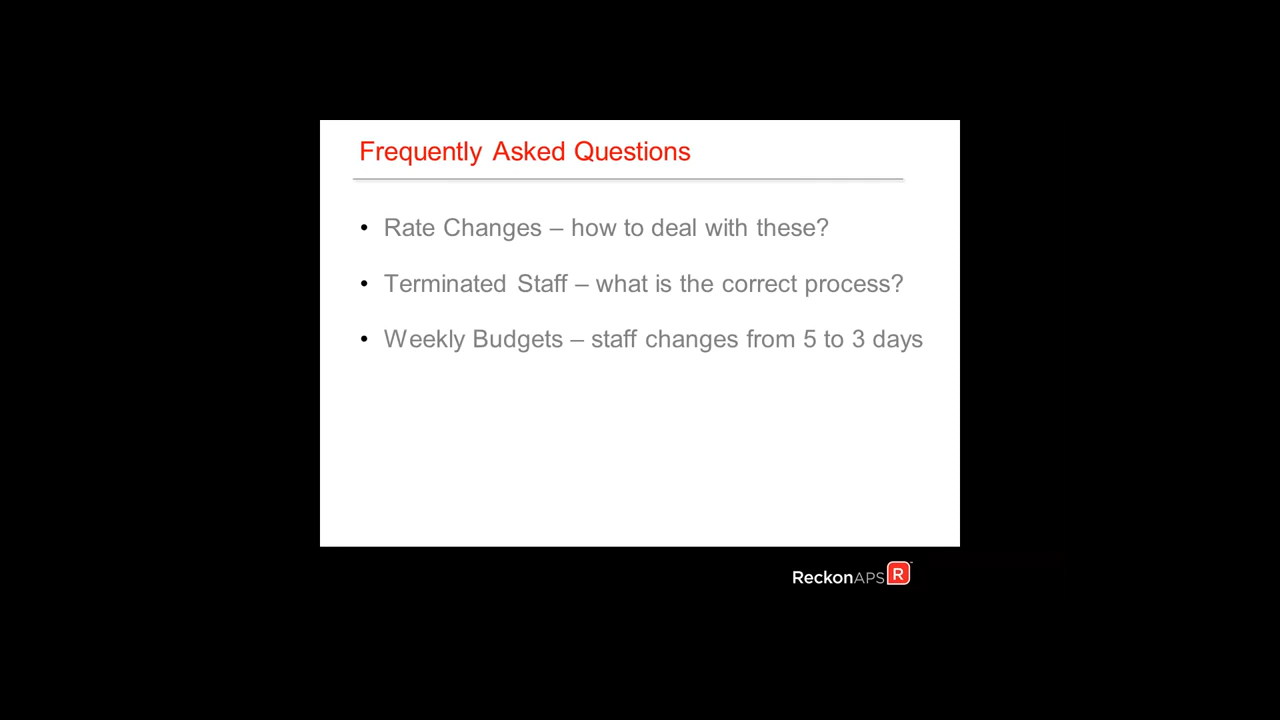 Frequently Asked Questions
• Rate Changes – how to deal with these?
• Terminated Staff – what is the correct process?
• Weekly Budgets – staff changes from 5 to 3 days
ReckonAPS R